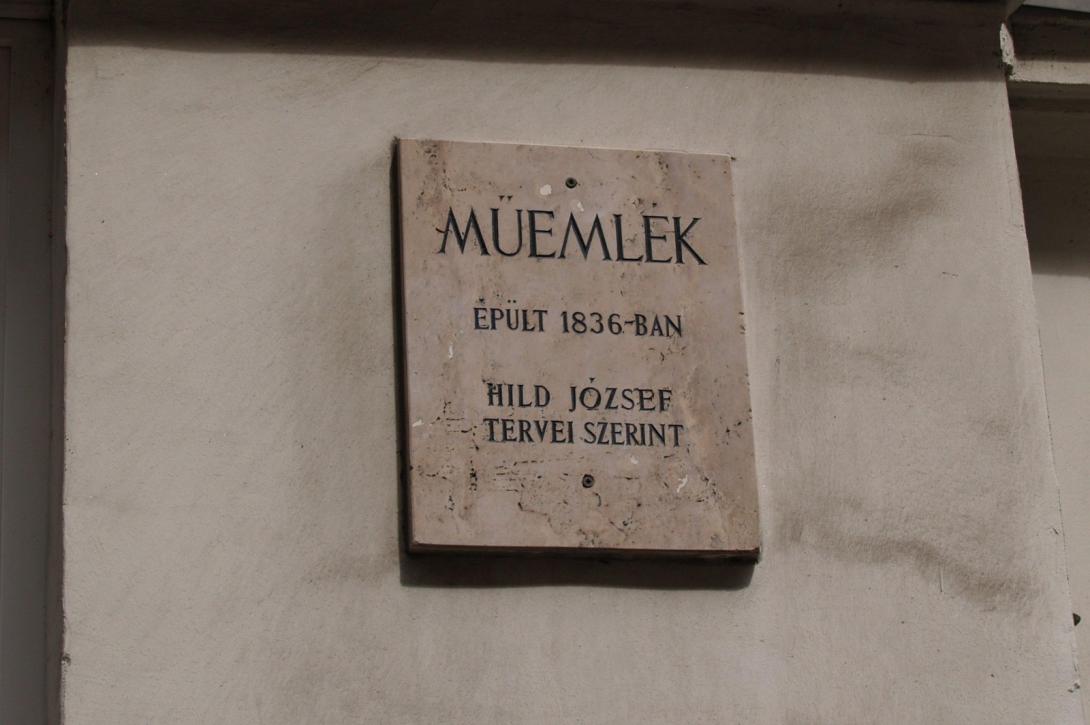 MŰEMLÉK
ÉPÜLT 1836-BAN
HILD JÓZSEF
TERVEI SZERINT